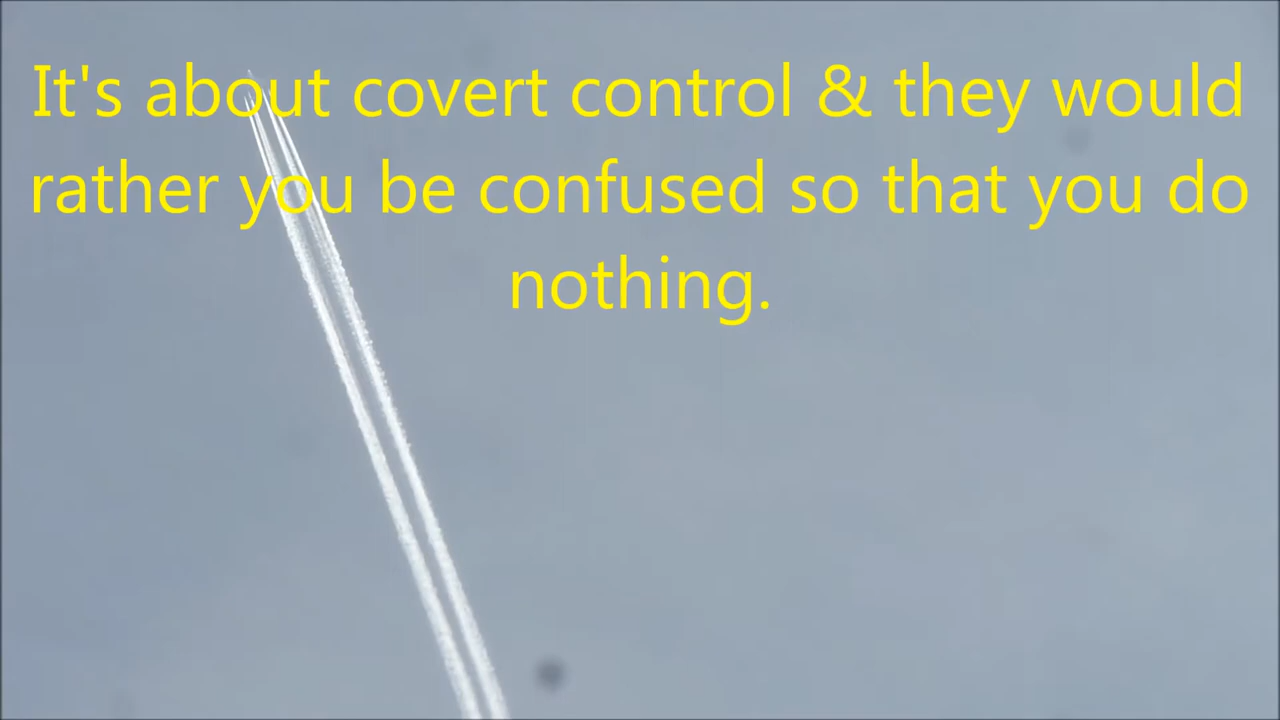 It's about covert control & they would
rather you be confused so that you do
nothing.